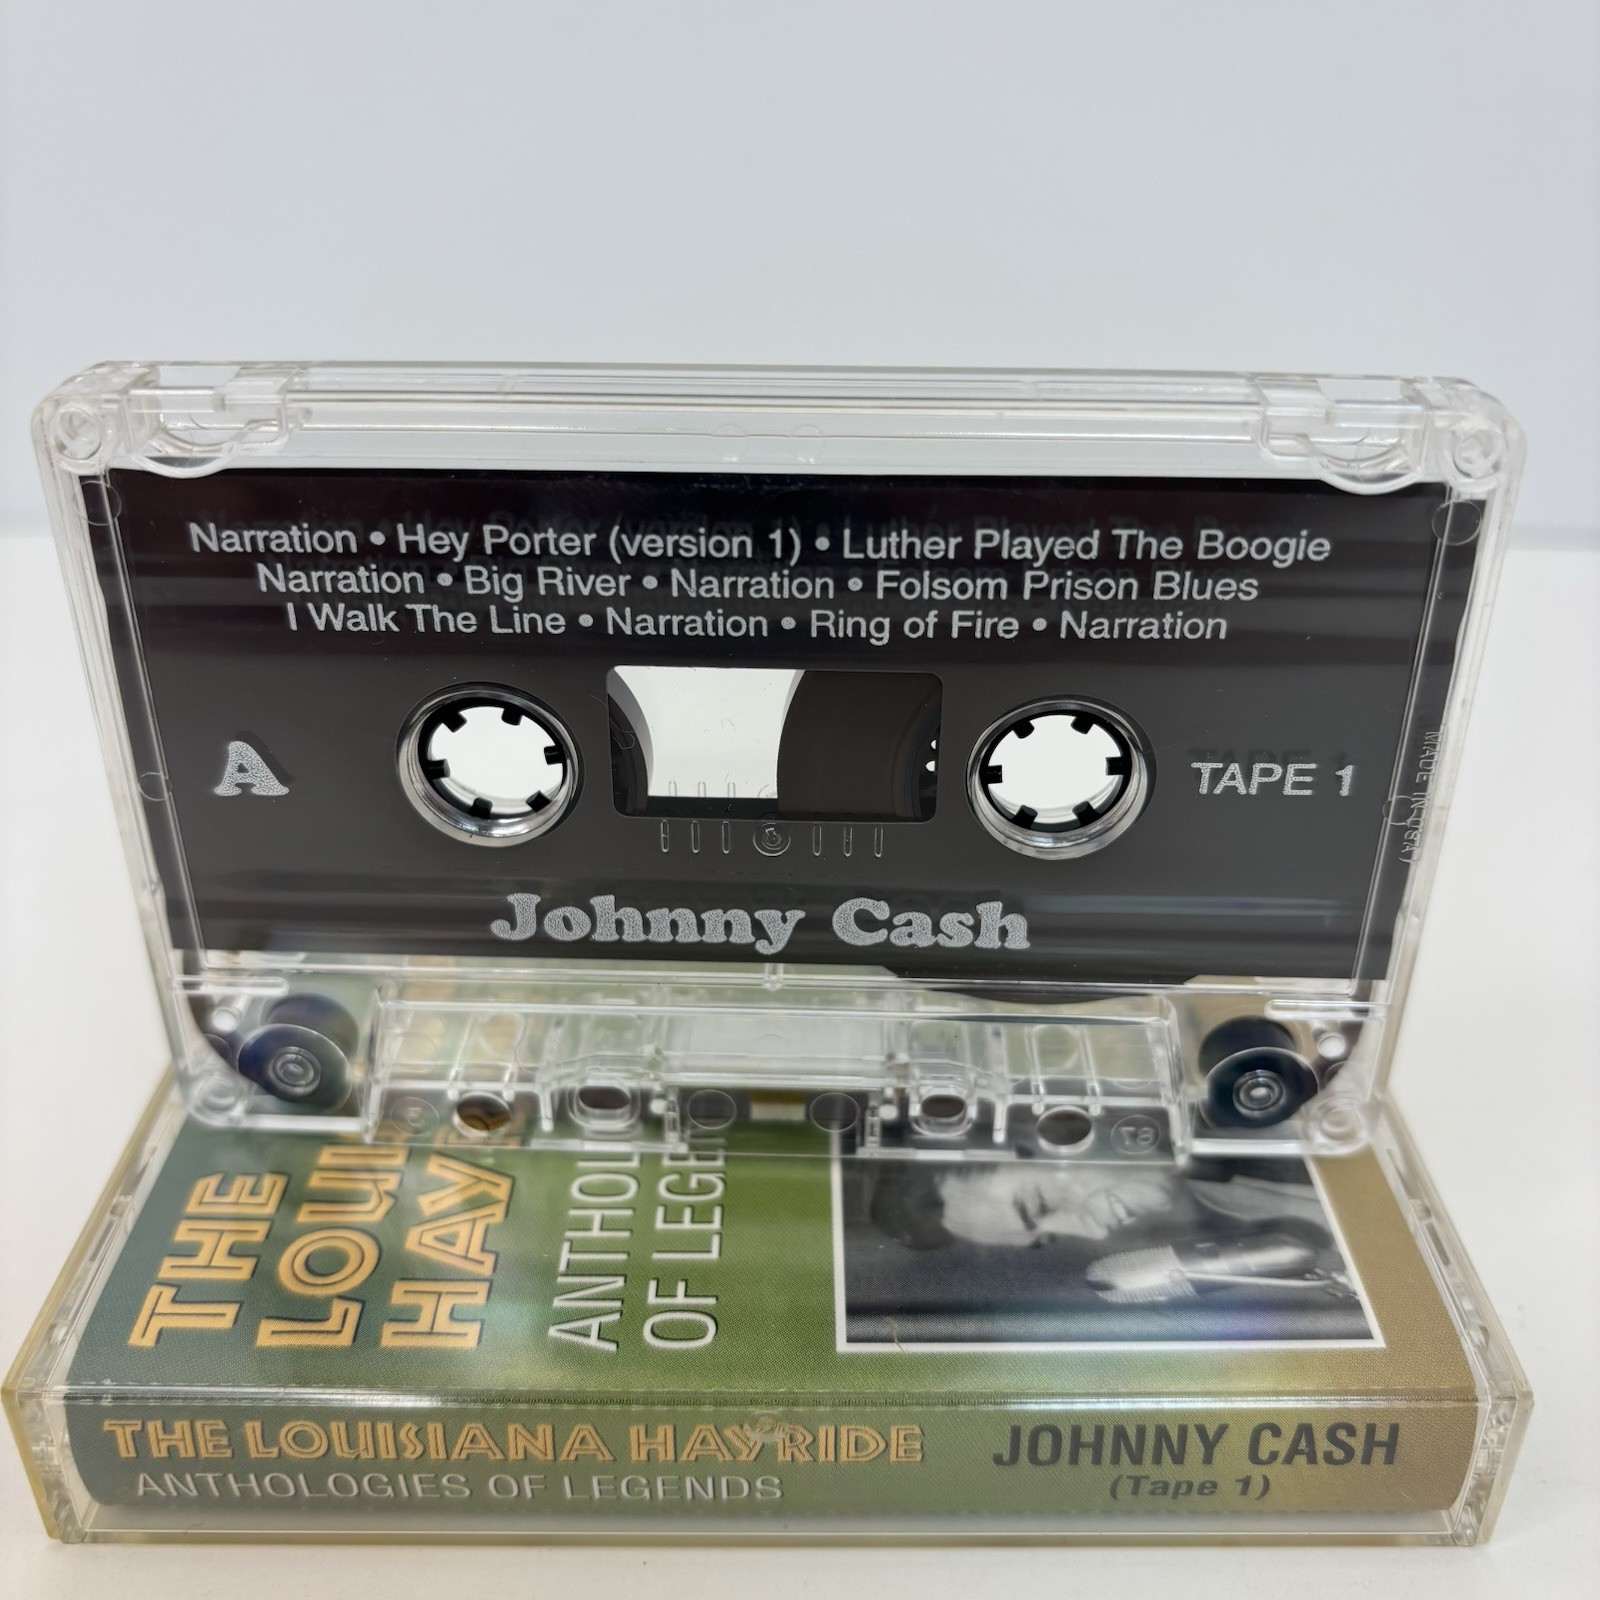 Narration • Hey Porter (version 1) • Luther Played The Boogie
Narration • Big River • Narration • Folsom Prison Blues
I Walk The Line • Narration • Ring of Fire • Narration
A
TAPE 1
MADE IN USA
Johnny Cash
THE
ANTHOL
OF LEGE
THE LOUISIANA HAYRIDE
ANTHOLOGIES OF LEGENDS
JOHNNY CASH
(Tape 1)